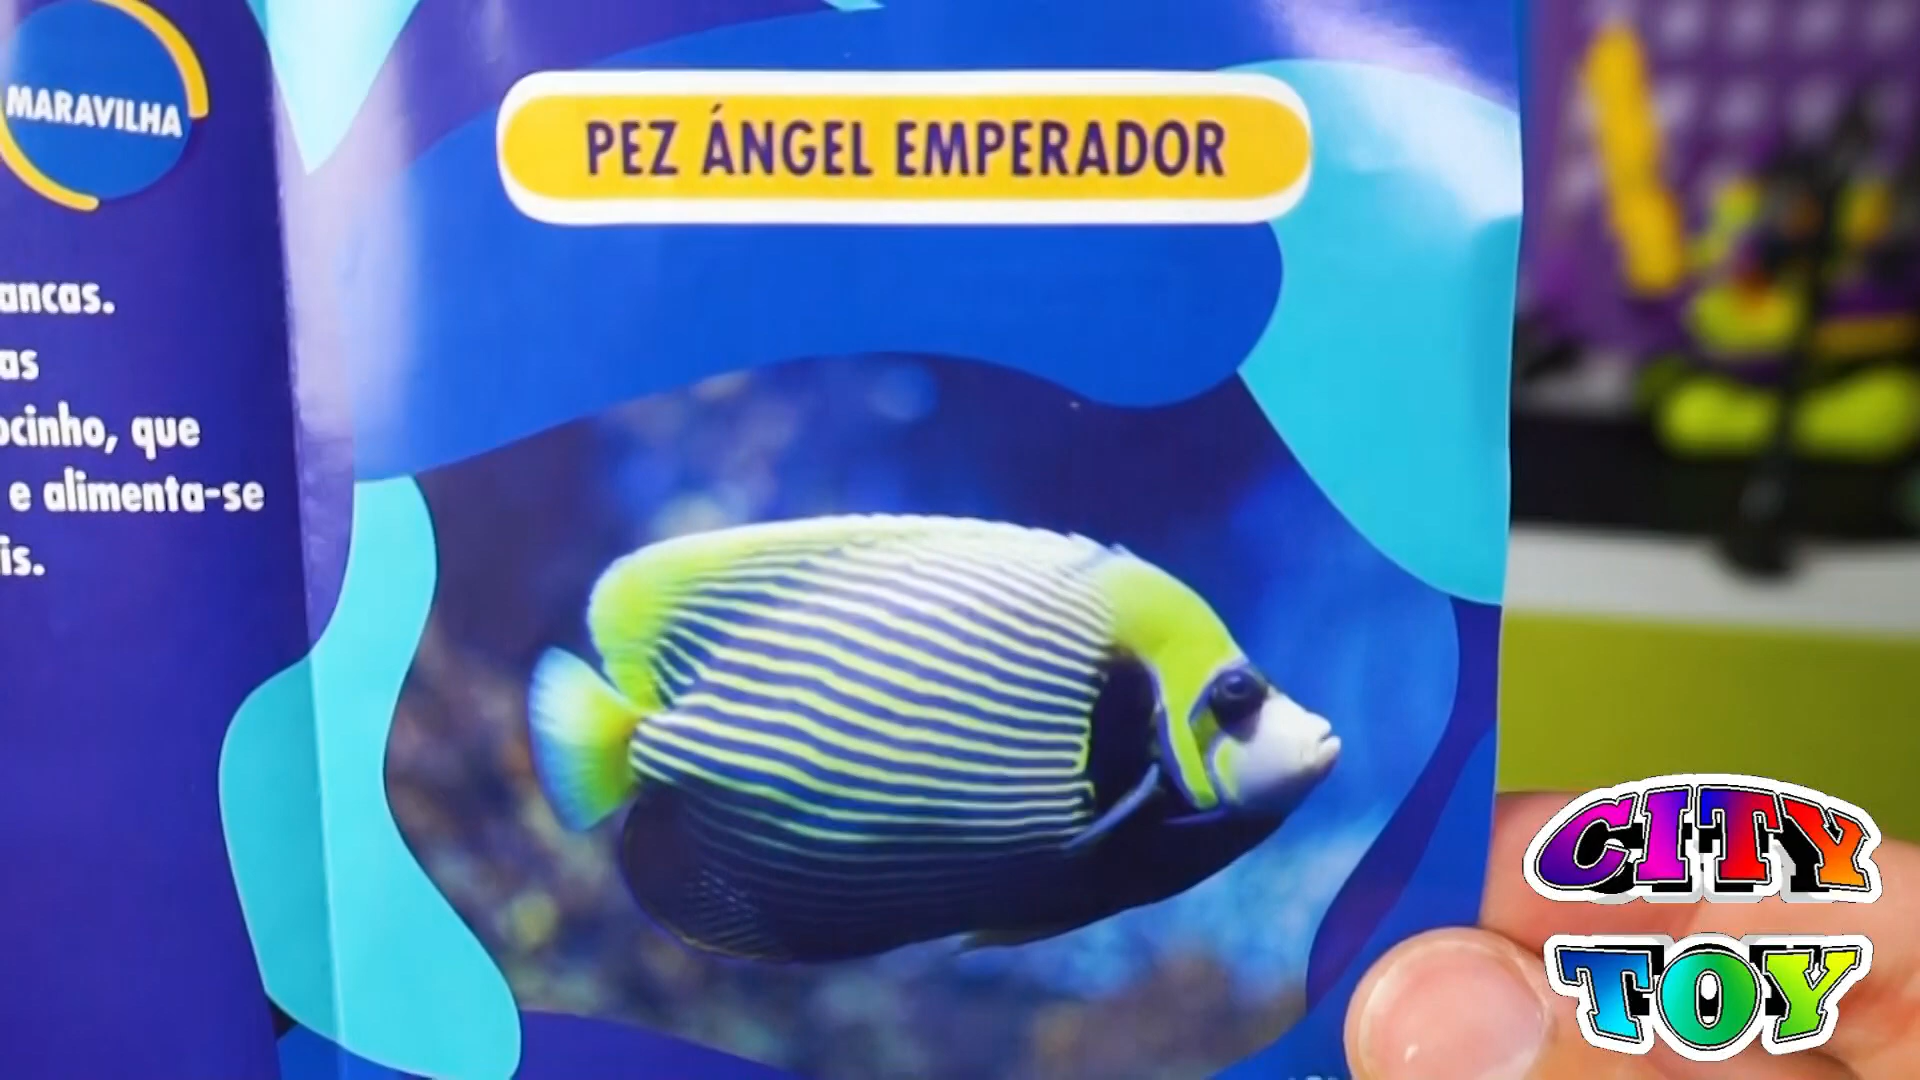 MARAVILHA
ancas.
as
ocinho, que
e alimenta-se
is.
PEZ ÁNGEL EMPERADOR
CITY
TOY